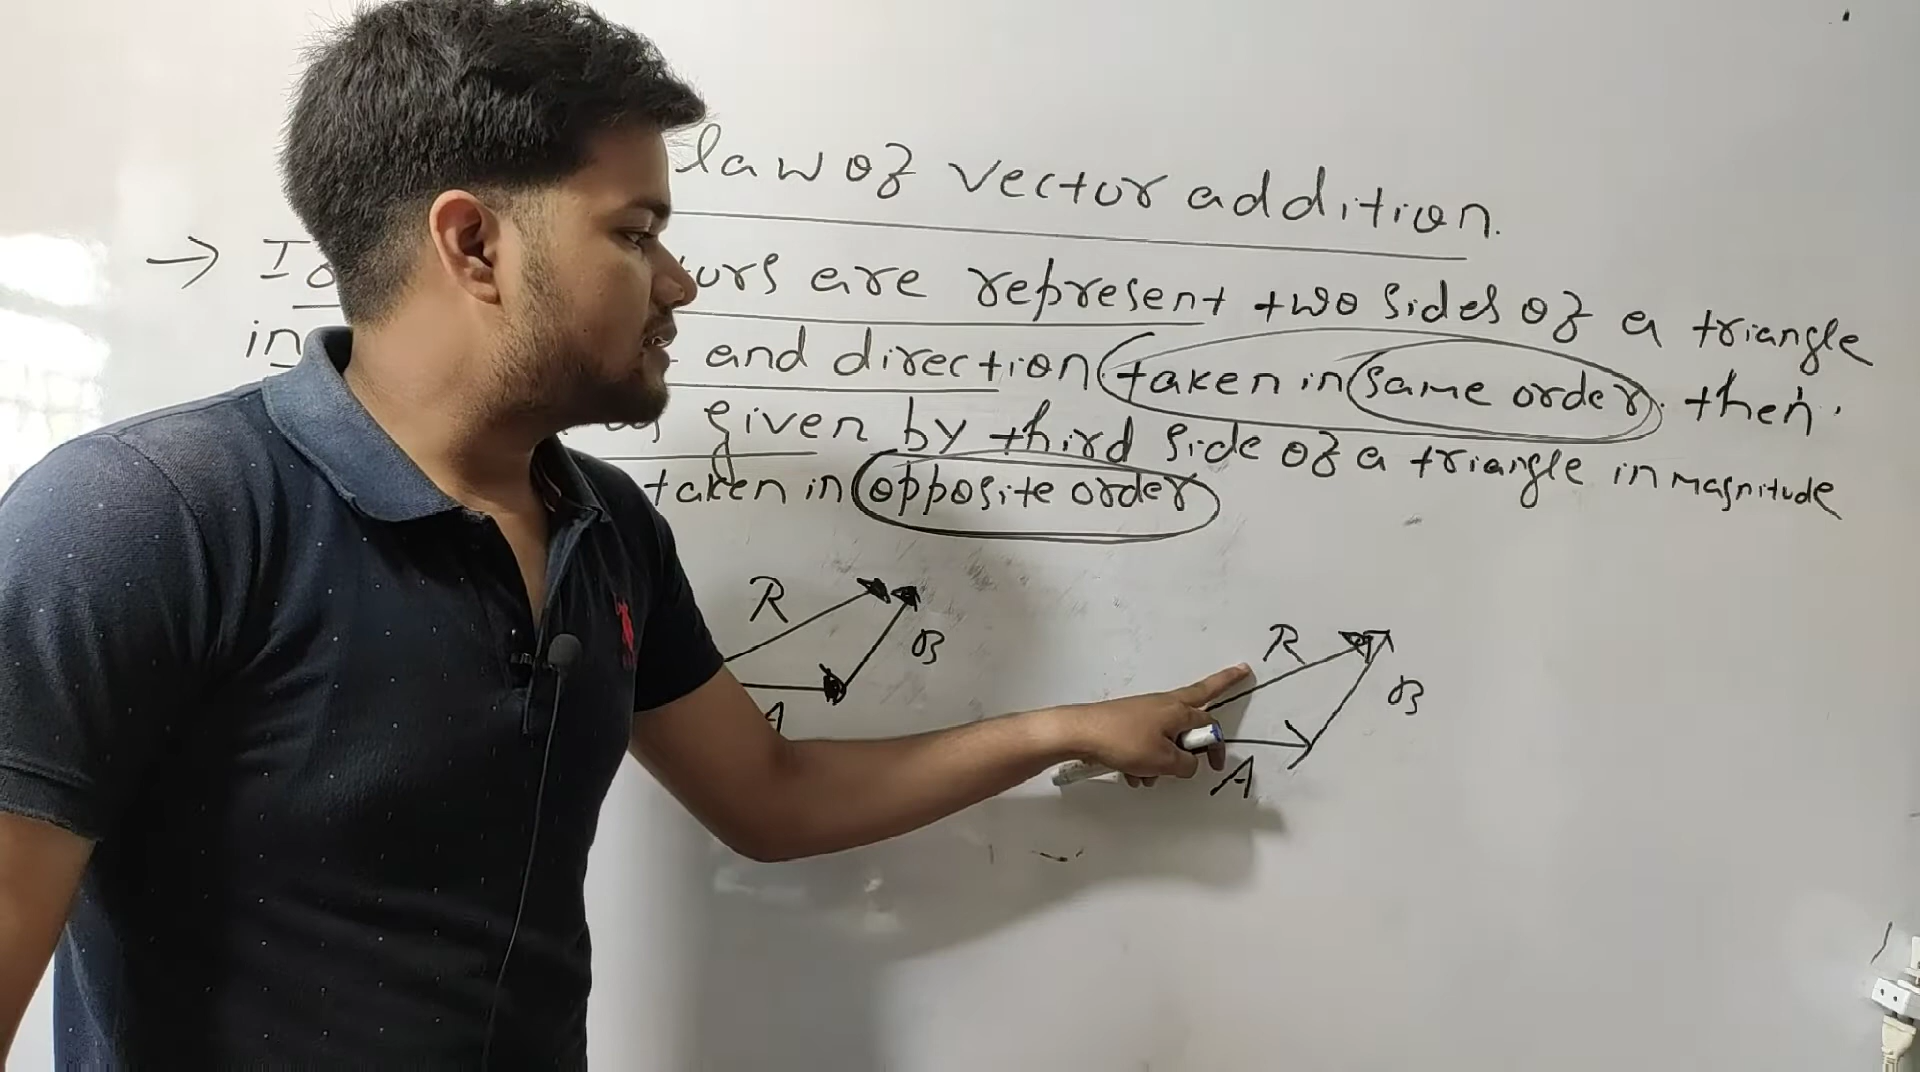 law of vector addition.
→ If are represent two sides of a triangle
in and direction taken in same order. then
given by third side of a triangle in magnitude
taken in opposite order
R
B
A
R
B
A